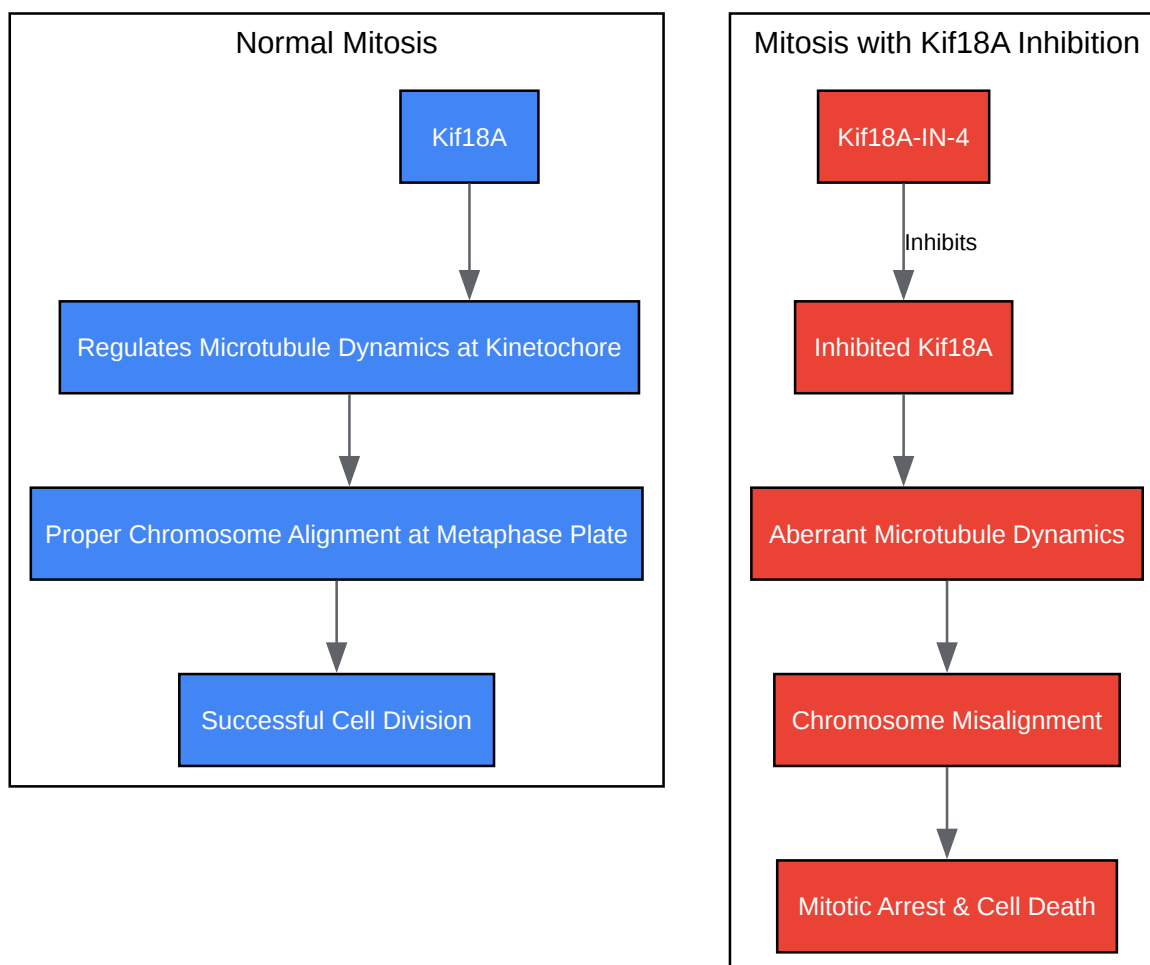 Normal Mitosis
Kif18A
Regulates Microtubule Dynamics at Kinetochore
Proper Chromosome Alignment at Metaphase Plate
Successful Cell Division
Mitosis with Kif18A Inhibition
Kif18A-IN-4
Inhibits
Inhibited Kif18A
Aberrant Microtubule Dynamics
Chromosome Misalignment
Mitotic Arrest & Cell Death